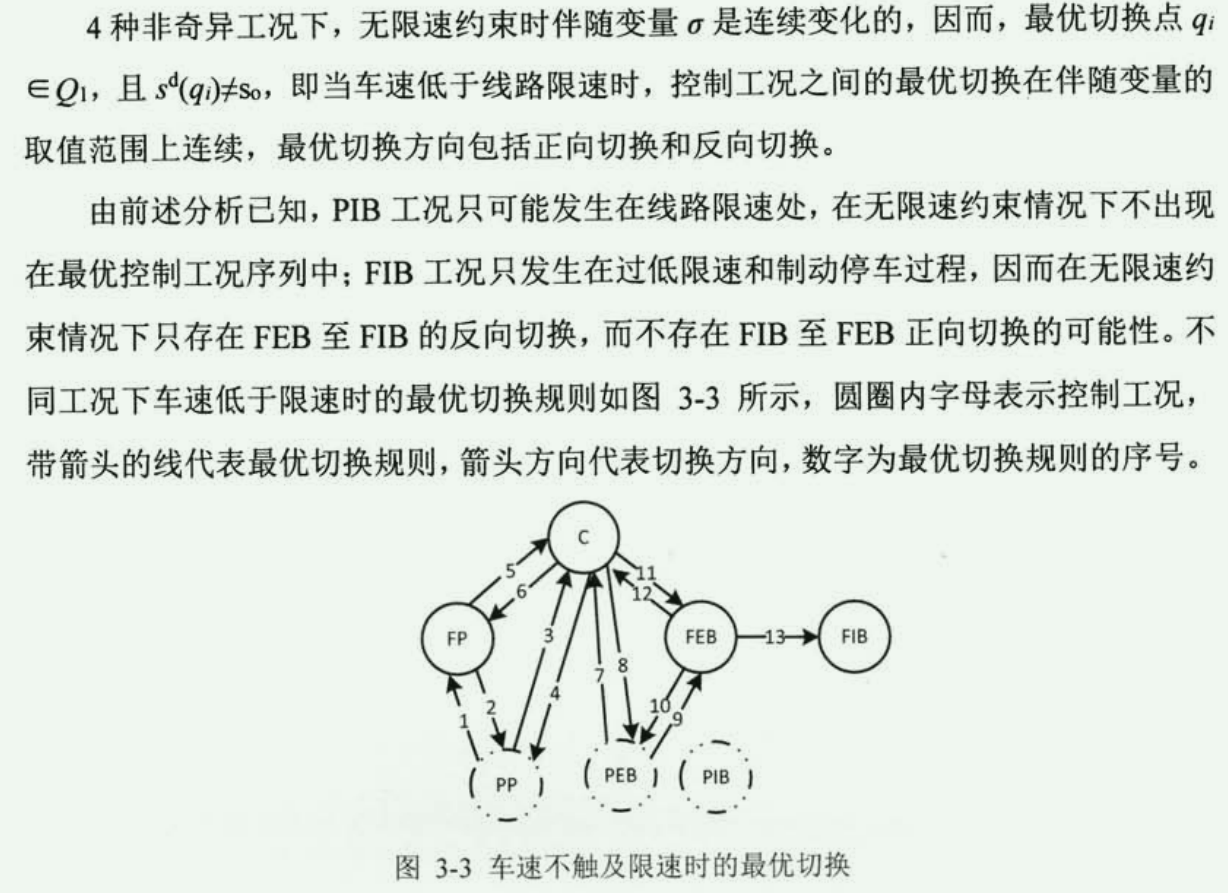 4 种非奇异工况下，无限速约束时伴随变量 σ 是连续变化的，因而，最优切换点 qi
∈Q1，且 sd(qi)≠so，即当车速低于线路限速时，控制工况之间的最优切换在伴随变量的
取值范围上连续，最优切换方向包括正向切换和反向切换。
由前述分析已知，PIB 工况只可能发生在线路限速处，在无限速约束情况下不出现
在最优控制工况序列中；FIB 工况只发生在过低限速和制动停车过程，因而在无限速约
束情况下只存在 FEB 至 FIB 的反向切换，而不存在 FIB 至 FEB 正向切换的可能性。不
同工况下车速低于限速时的最优切换规则如图 3-3 所示，圆圈内字母表示控制工况，
带箭头的线代表最优切换规则，箭头方向代表切换方向，数字为最优切换规则的序号。
C
5
6
11
12
FP
3
FEB
13
FIB
8
7
4
2
1
10
9
PP
PEB
PIB
图 3-3 车速不触及限速时的最优切换